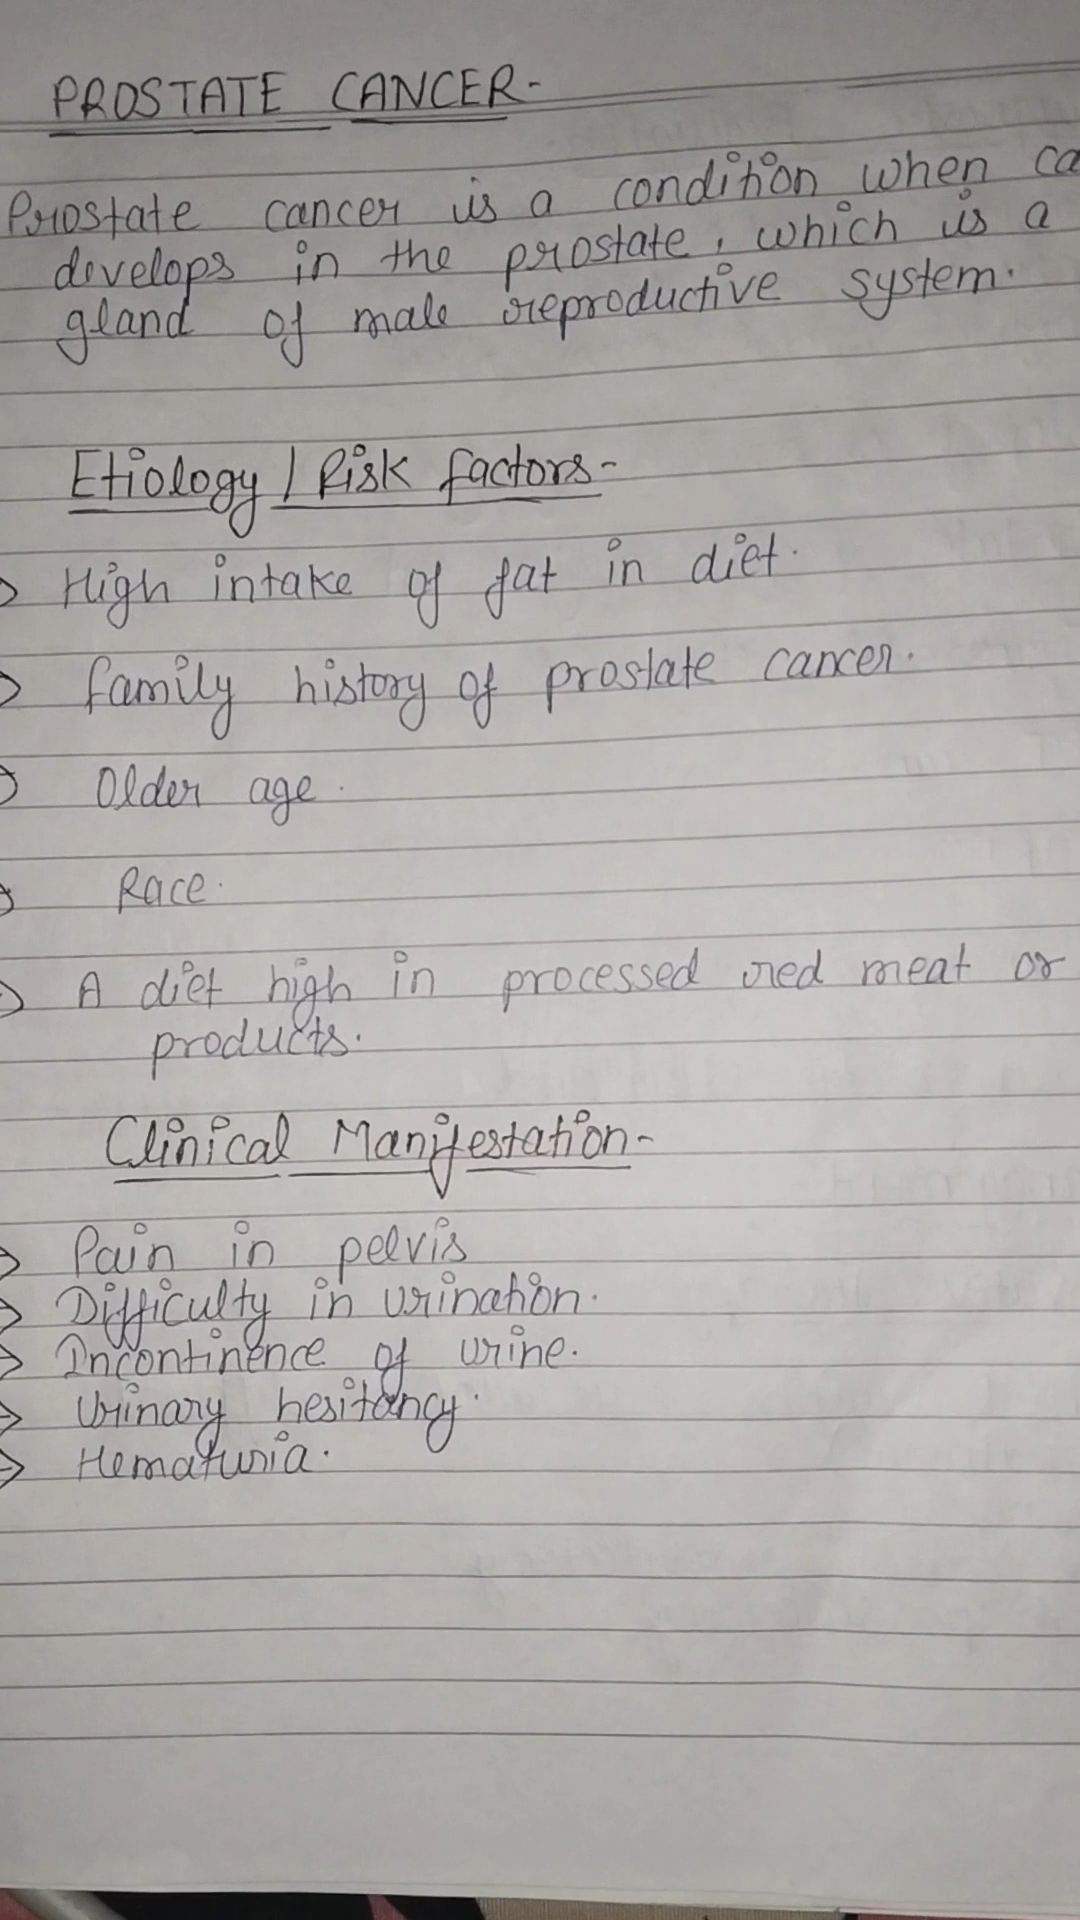 PROSTATE CANCER-
Prostate cancer is a condition when ca
develops in the prostate, which is a
gland of male reproductive system.
Etiology / Risk factors-
High intake of fat in diet.
family history of prostate cancer.
Older age.
Race.
A diet high in processed red meat or
products.
Clinical Manifestation-
Pain in pelvis
Difficulty in urination.
Incontinence of urine.
Urinary hesitancy.
Hematuria.